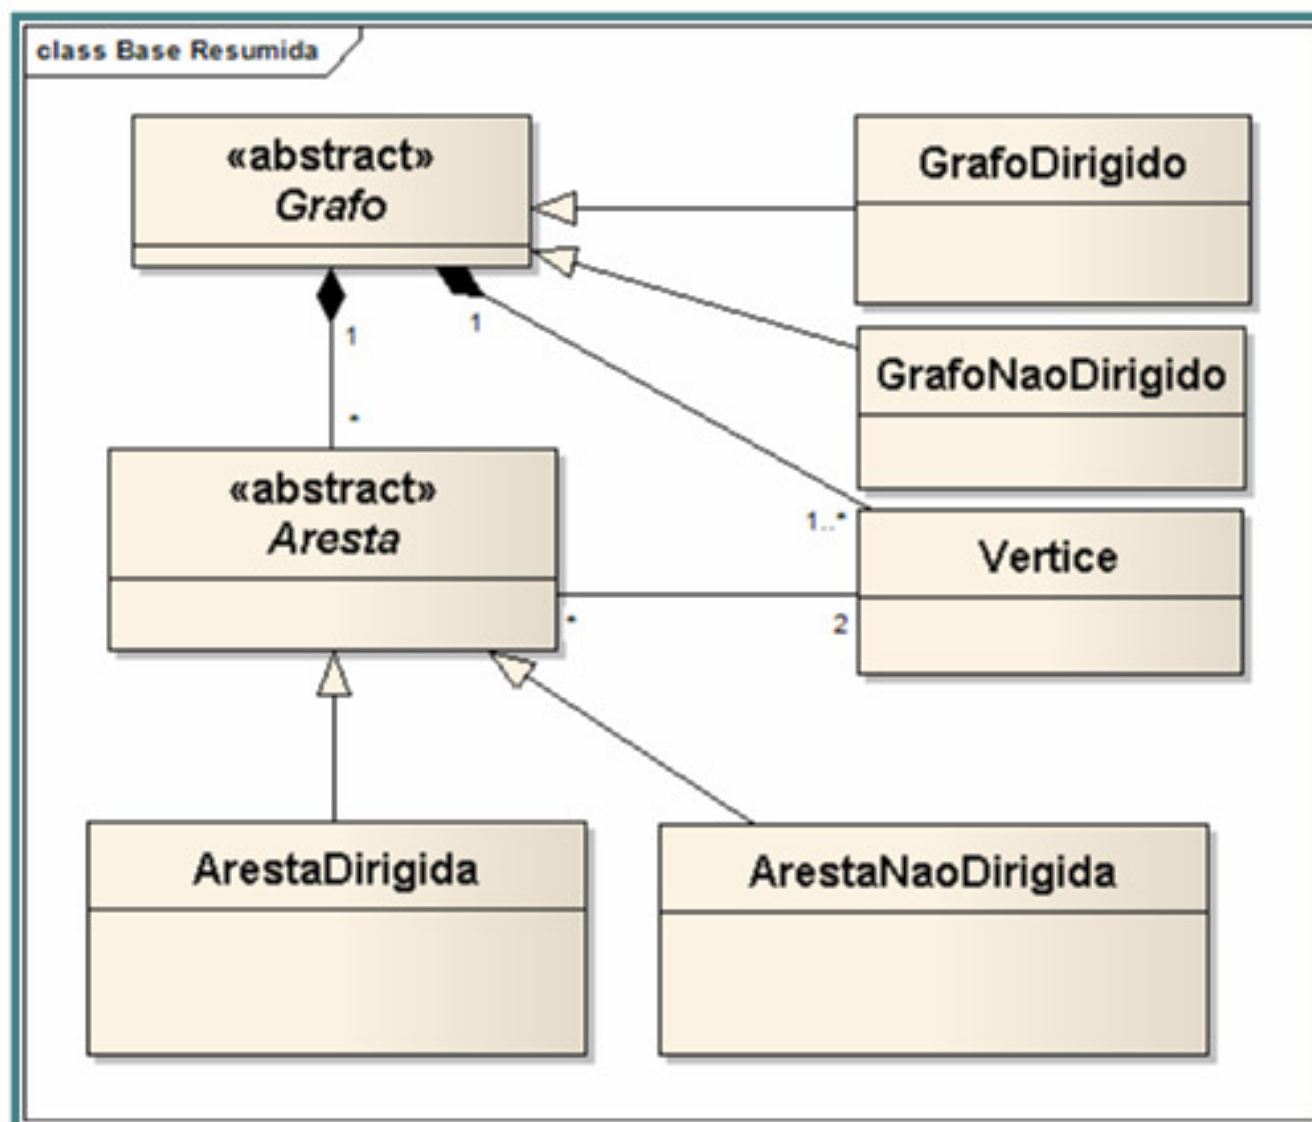 class Base Resumida
«abstract»
Grafo
GrafoDirigido
GrafoNaoDirigido
1
1
*
1..*
«abstract»
Aresta
Vertice
*
2
ArestaDirigida
ArestaNaoDirigida